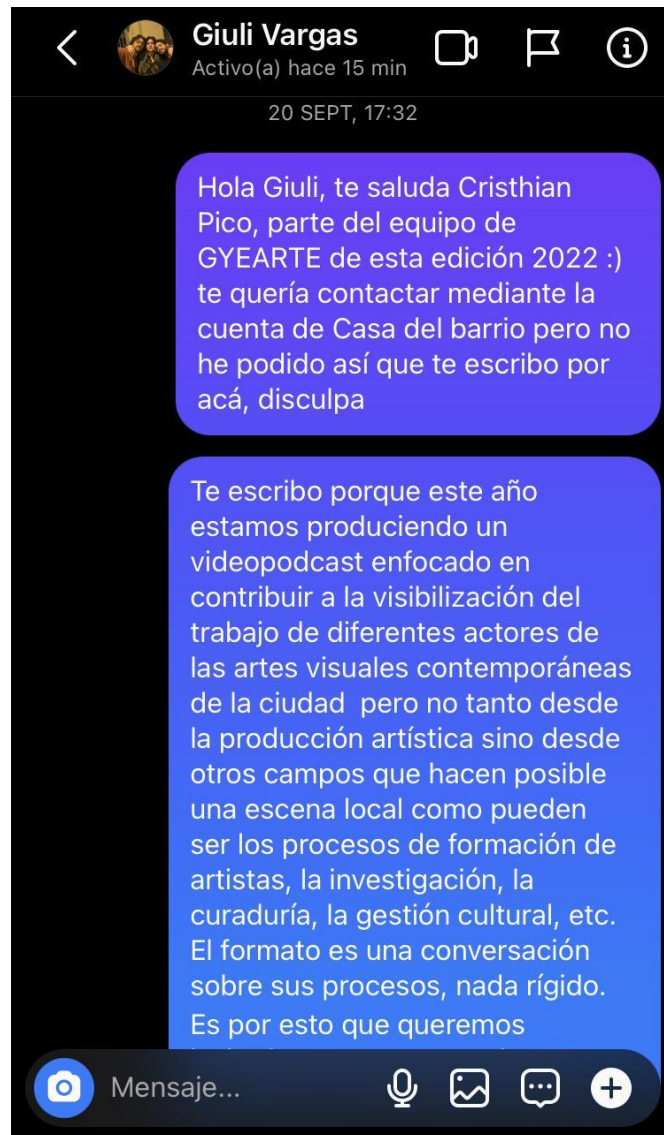 Giuli Vargas
Activo(a) hace 15 min
20 SEPT, 17:32
Hola Giuli, te saluda Cristhian
Pico, parte del equipo de
GYEARTE de esta edición 2022 :)
te quería contactar mediante la
cuenta de Casa del barrio pero no
he podido así que te escribo por
acá, disculpa
Te escribo porque este año
estamos produciendo un
videopodcast enfocado en
contribuir a la visibilización del
trabajo de diferentes actores de
las artes visuales contemporáneas
de la ciudad  pero no tanto desde
la producción artística sino desde
otros campos que hacen posible
una escena local como pueden
ser los procesos de formación de
artistas, la investigación, la
curaduría, la gestión cultural, etc.
El formato es una conversación
sobre sus procesos, nada rígido.
Es por esto que queremos
Mensaje...